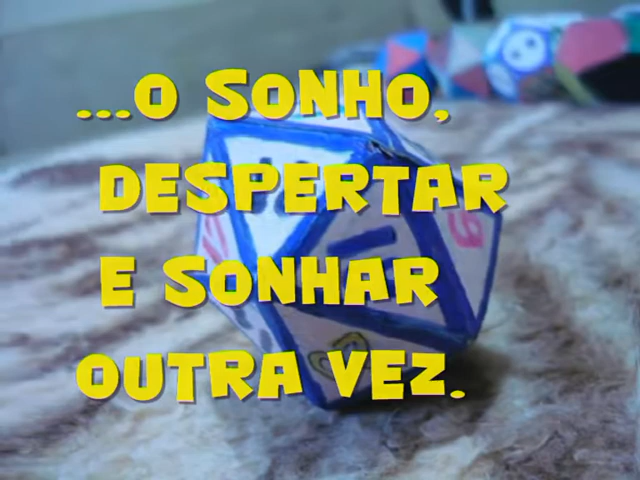 ...O SONHO,
DESPERTAR
E SONHAR
OUTRA VEZ.